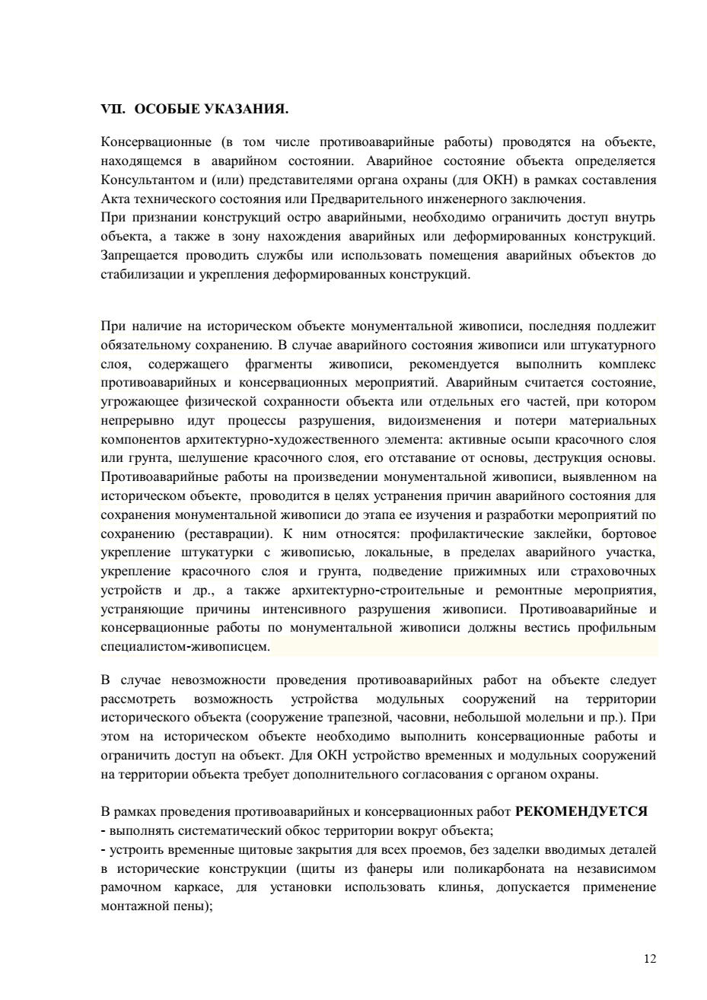 VII. ОСОБЫЕ УКАЗАНИЯ.
Консервационные (в том числе противоаварийные работы) проводятся на объекте,
находящемся в аварийном состоянии. Аварийное состояние объекта определяется
Консультантом и (или) представителями органа охраны (для ОКН) в рамках составления
Акта технического состояния или Предварительного инженерного заключения.
При признании конструкций остро аварийными, необходимо ограничить доступ внутрь
объекта, а также в зону нахождения аварийных или деформированных конструкций.
Запрещается проводить службы или использовать помещения аварийных объектов до
стабилизации и укрепления деформированных конструкций.
При наличие на историческом объекте монументальной живописи, последняя подлежит
обязательному сохранению. В случае аварийного состояния живописи или штукатурного
слоя, содержащего фрагменты живописи, рекомендуется выполнить комплекс
противоаварийных и консервационных мероприятий. Аварийным считается состояние,
угрожающее физической сохранности объекта или отдельных его частей, при котором
непрерывно идут процессы разрушения, видоизменения и потери материальных
компонентов архитектурно-художественного элемента: активные осыпи красочного слоя
или грунта, шелушение красочного слоя, его отставание от основы, деструкция основы.
Противоаварийные работы на произведении монументальной живописи, выявленном на
историческом объекте, проводится в целях устранения причин аварийного состояния для
сохранения монументальной живописи до этапа ее изучения и разработки мероприятий по
сохранению (реставрации). К ним относятся: профилактические заклейки, бортовое
укрепление штукатурки с живописью, локальные, в пределах аварийного участка,
укрепление красочного слоя и грунта, подведение прижимных или страховочных
устройств и др., а также архитектурно-строительные и ремонтные мероприятия,
устраняющие причины интенсивного разрушения живописи. Противоаварийные и
консервационные работы по монументальной живописи должны вестись профильным
специалистом-живописцем.
В случае невозможности проведения противоаварийных работ на объекте следует
рассмотреть возможность устройства модульных сооружений на территории
исторического объекта (сооружение трапезной, часовни, небольшой молельни и пр.). При
этом на историческом объекте необходимо выполнить консервационные работы и
ограничить доступ на объект. Для ОКН устройство временных и модульных сооружений
на территории объекта требует дополнительного согласования с органом охраны.
В рамках проведения противоаварийных и консервационных работ РЕКОМЕНДУЕТСЯ
- выполнять систематический обкос территории вокруг объекта;
- устроить временные щитовые закрытия для всех проемов, без заделки вводимых деталей
в исторические конструкции (щиты из фанеры или поликарбоната на независимом
рамочном каркасе, для установки использовать клинья, допускается применение
монтажной пены);
12